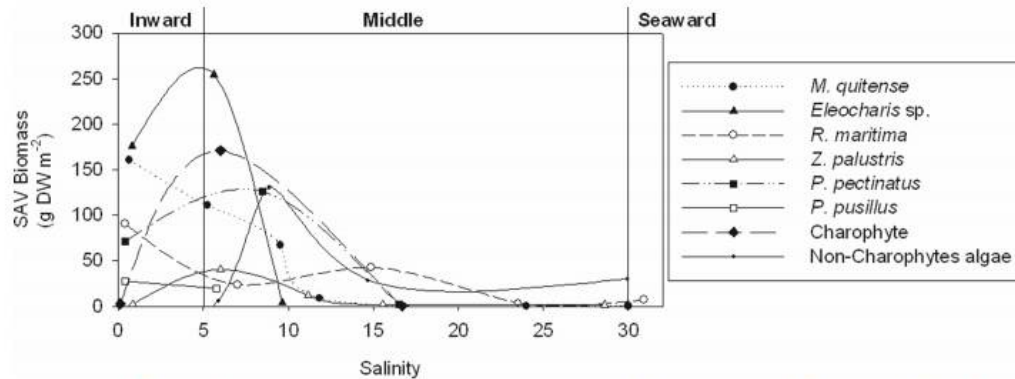 Inward Middle Seaward
300
250
200
150
100
50
0
SAV Biomass
(g DW m-2)
0 5 10 15 20 25 30
Salinity
M. quitense
Eleocharis sp.
R. maritima
Z. palustris
P. pectinatus
P. pusillus
Charophyte
Non-Charophytes algae